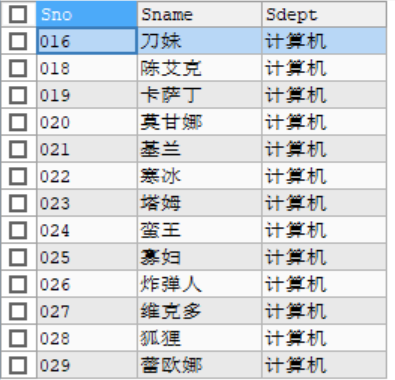 Sno Sname Sdept
016 刀妹 计算机
018 陈艾克 计算机
019 卡萨丁 计算机
020 莫甘娜 计算机
021 基兰 计算机
022 寒冰 计算机
023 塔姆 计算机
024 蛮王 计算机
025 寡妇 计算机
026 炸弹人 计算机
027 维克多 计算机
028 狐狸 计算机
029 蕾欧娜 计算机